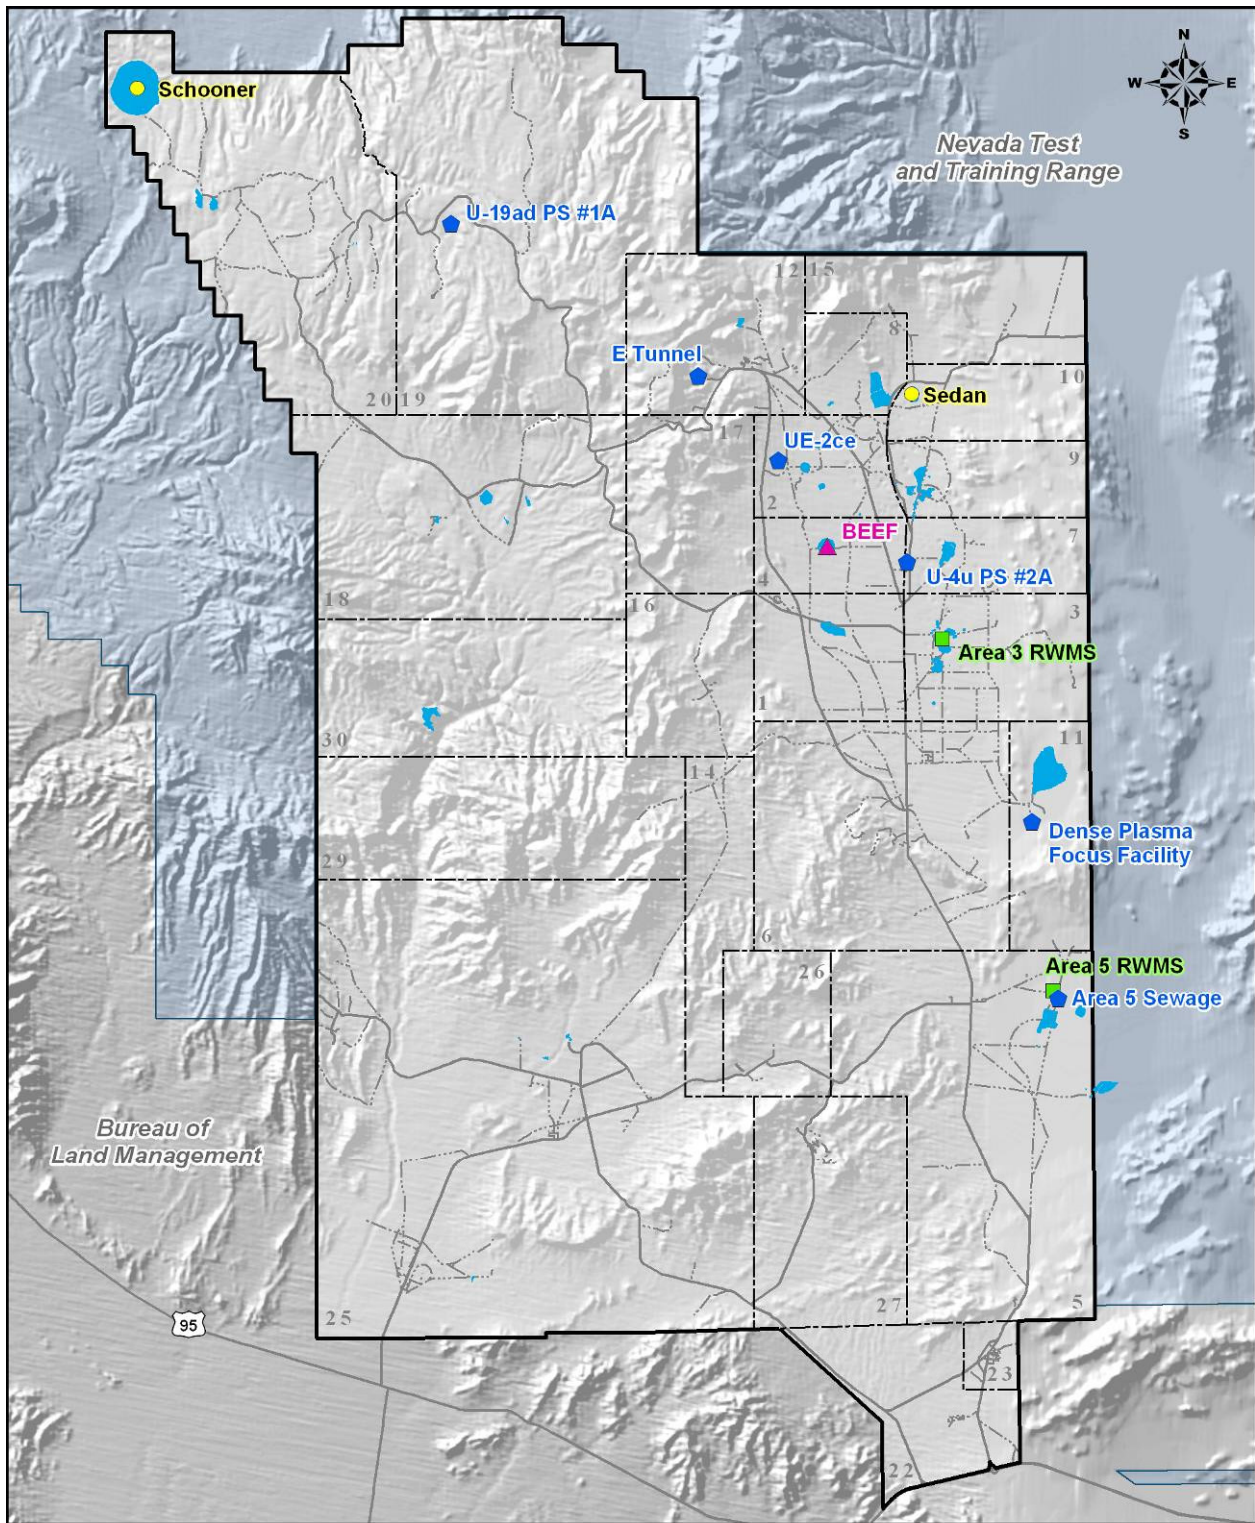 N
W
E
S
Schooner
Nevada Test
and Training Range
U-19ad PS #1A
12
15
8
E Tunnel
10
Sedan
20
19
17
UE-2ce
9
2
BEEF
7
U-4u PS #2A
4
18
16
3
Area 3 RWMS
1
30
11
14
Dense Plasma
Focus Facility
29
6
26
Area 5 RWMS
Area 5 Sewage
Bureau of
Land Management
25
27
5
95
23
22